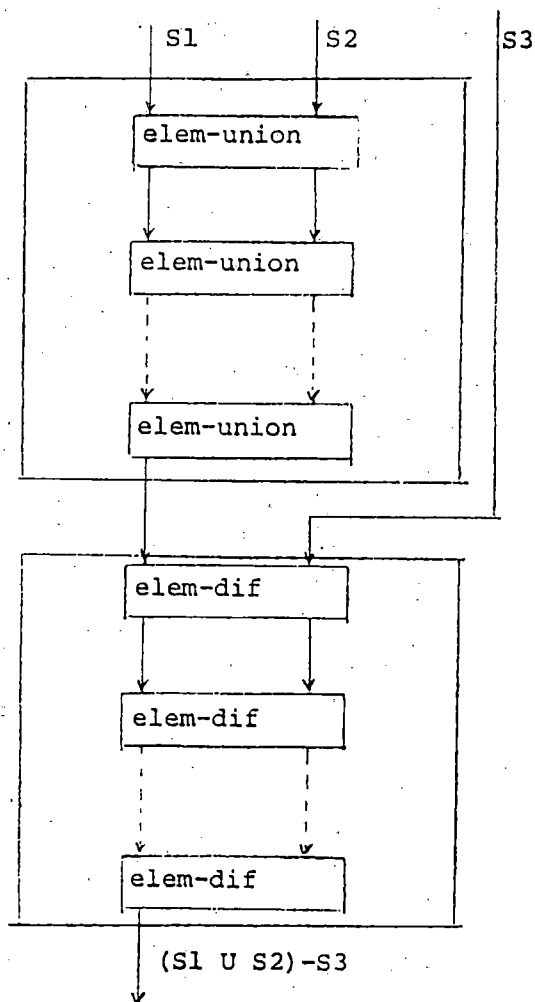 S1 S2 S3
elem-union
elem-union
elem-union
elem-dif
elem-dif
elem-dif
(S1 U S2)-S3